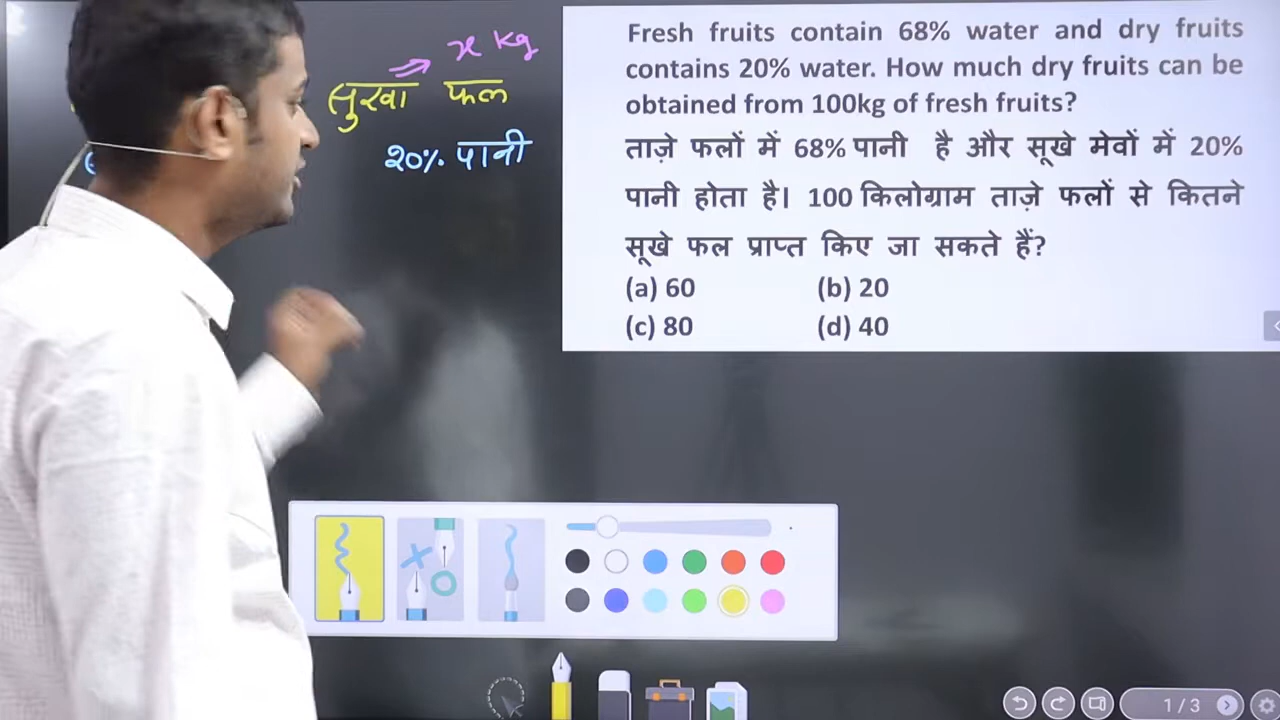 x kg
सुखा फल
20% पानी
Fresh fruits contain 68% water and dry fruits
contains 20% water. How much dry fruits can be
obtained from 100kg of fresh fruits?
ताज़े फलों में 68% पानी है और सूखे मेवों में 20%
पानी होता है। 100 किलोग्राम ताज़े फलों से कितने
सूखे फल प्राप्त किए जा सकते हैं?
(a) 60 (b) 20
(c) 80 (d) 40
1 / 3